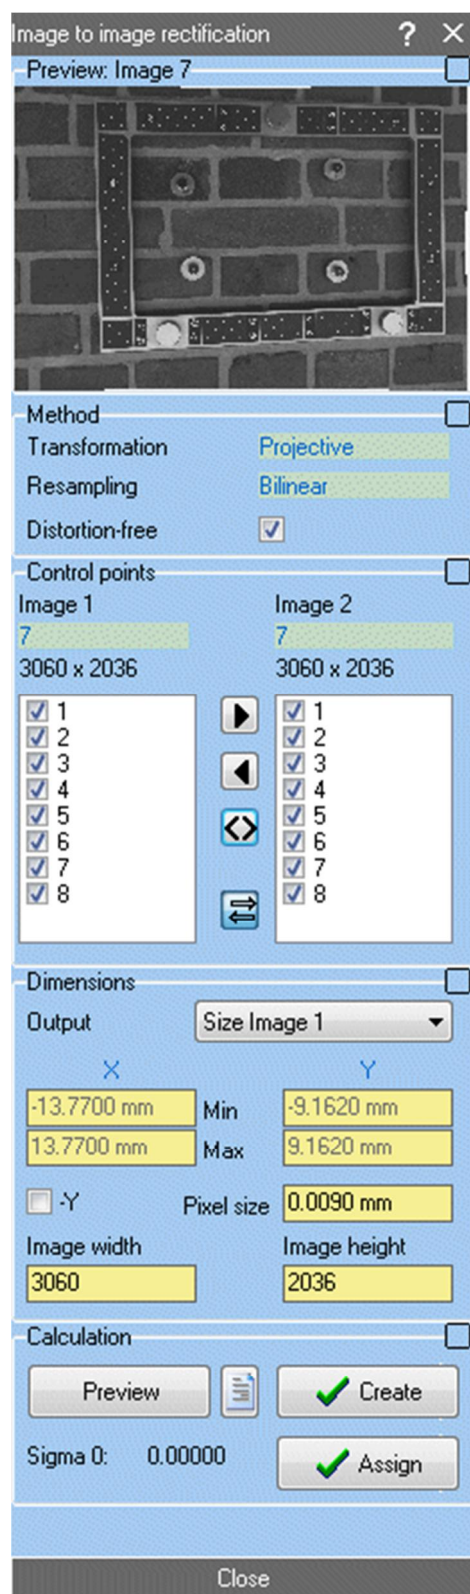 Image to image rectification ? ×
Preview: Image 7
Method
Transformation Projective
Resampling Bilinear
Distortion-free
Control points
Image 1 Image 2
7 7
3060 x 2036 3060 x 2036
1 1
2 2
3 3
4 4
5 5
6 6
7 7
8 8
Dimensions
Output Size Image 1
X Y
-13.7700 mm Min -9.1620 mm
13.7700 mm Max 9.1620 mm
-Y Pixel size 0.0090 mm
Image width Image height
3060 2036
Calculation
Preview Create
Sigma 0: 0.00000 Assign
Close